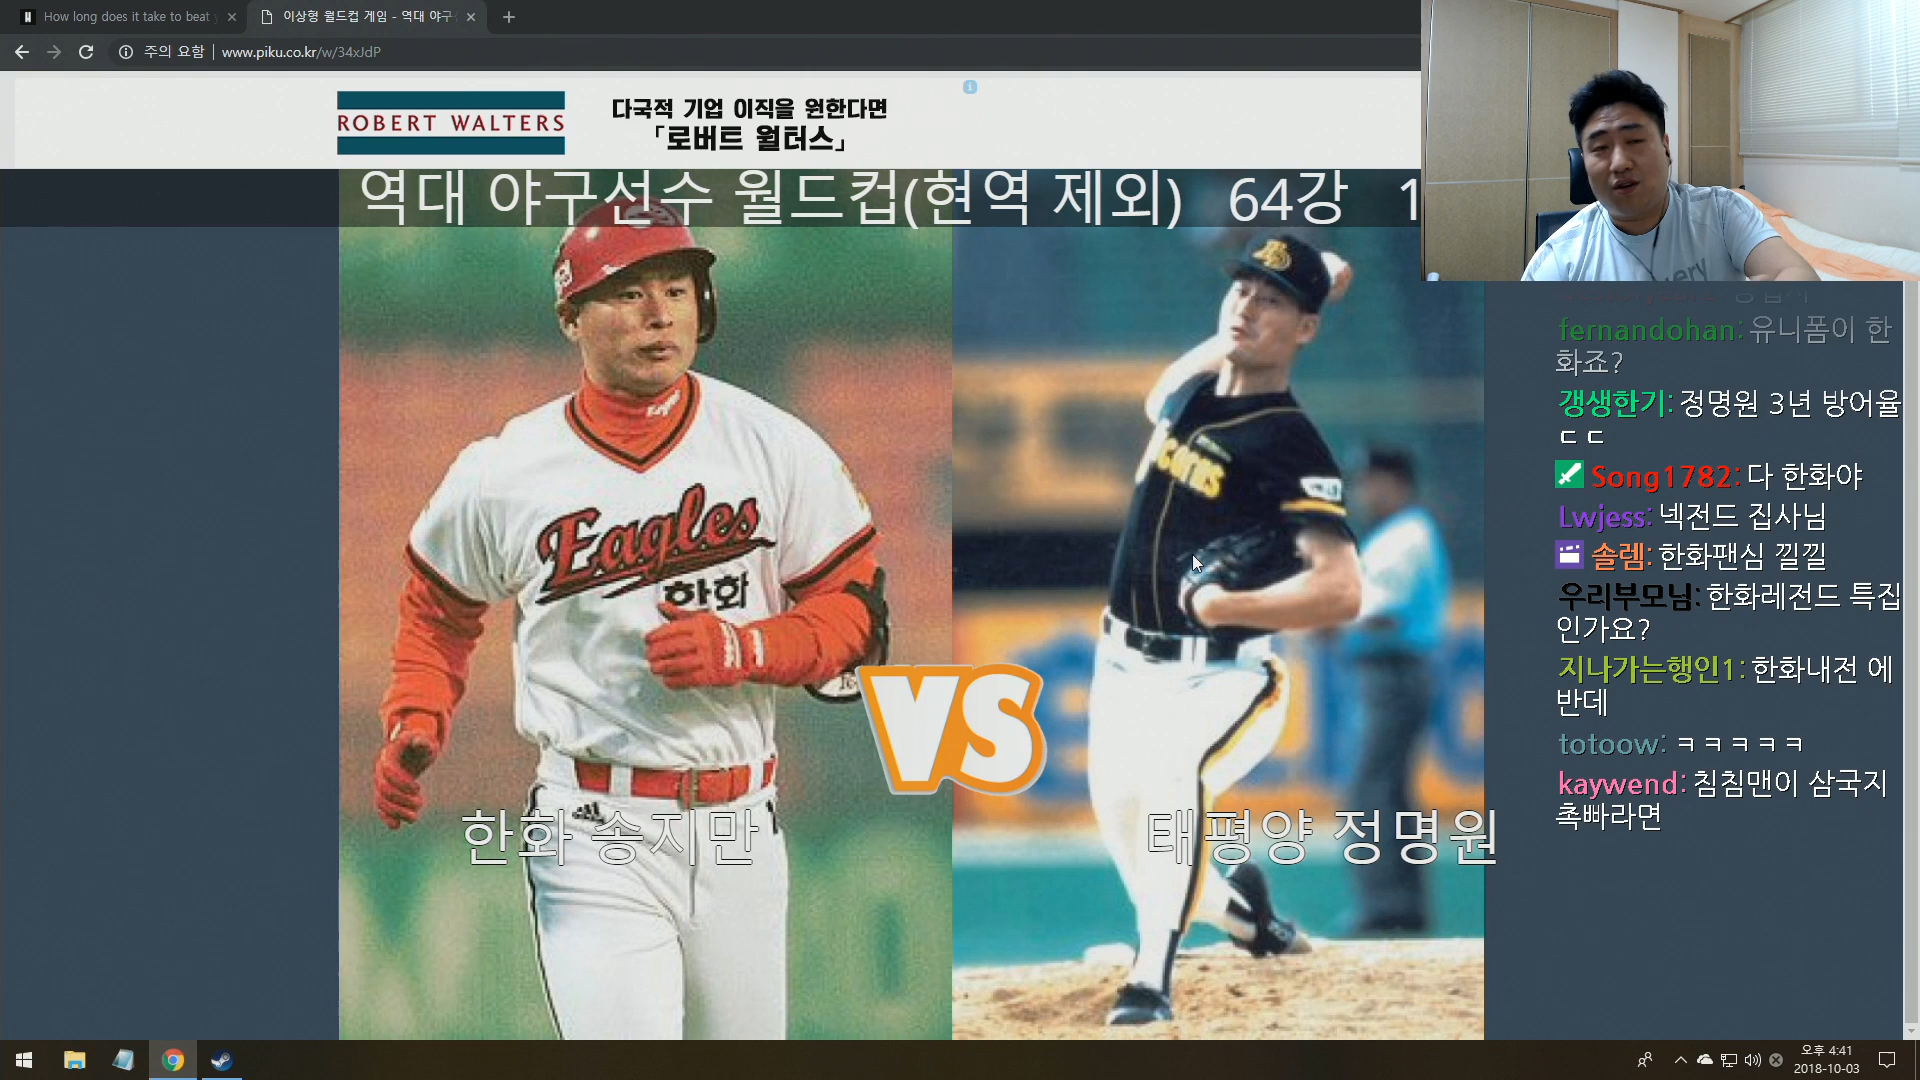 How long does it take to beat
이상형 월드컵 게임 - 역대 야구
주의 요함
www.piku.co.kr/w/34xJdP
ROBERT WALTERS
다국적 기업 이직을 원한다면
「로버트 월터스」
역대 야구선수 월드컵(현역 제외) 64강 1
Eagles
한화
VS
한화 송지만
태평양 정명원
fernandohan: 유니폼이 한
화죠?
갱생한기: 정명원 3년 방어율
ㄷㄷ
Song1782: 다 한화야
Lwjess: 넥전드 집사님
솔렘: 한화팬심 낄낄
우리부모님: 한화레전드 특집
인가요?
지나가는행인1: 한화내전 에
반데
totoow: ㅋㅋㅋㅋㅋ
kaywend: 침침맨이 삼국지
촉빠라면
오후 4:41
2018-10-03